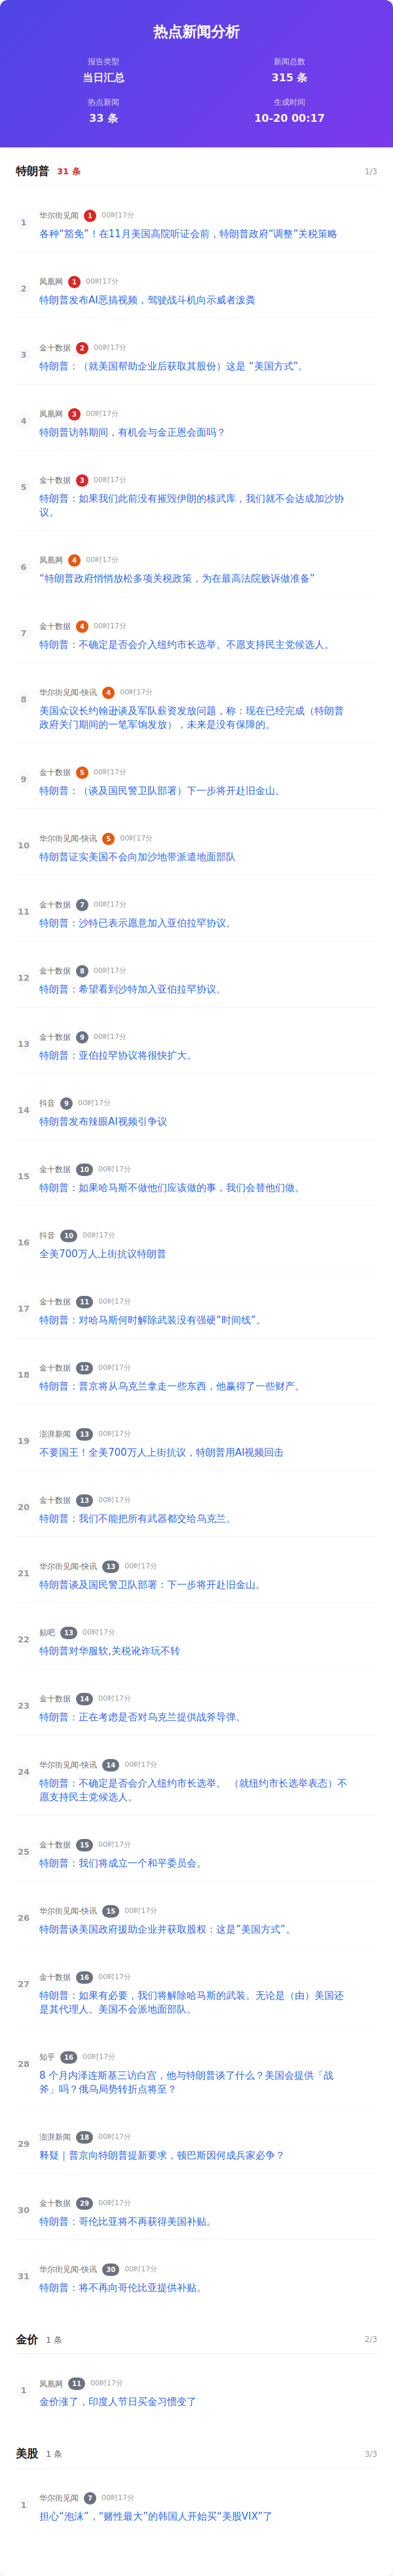 热点新闻分析
报告类型
当日汇总
新闻总数
315 条
热点新闻
33 条
生成时间
10-20 00:17
特朗普 31 条 1/3
1 华尔街见闻 1 00时17分
各种“豁免”！在11月美国高院听证会前，特朗普政府“调整”关税策略
2 凤凰网 1 00时17分
特朗普发布AI恶搞视频，驾驶战斗机向示威者泼粪
3 金十数据 2 00时17分
特朗普：（就美国帮助企业后获取其股份）这是 “美国方式”。
4 凤凰网 3 00时17分
特朗普访韩期间，有机会与金正恩会面吗？
5 金十数据 3 00时17分
特朗普：如果我们此前没有摧毁伊朗的核武库，我们就不会达成加沙协
议。
6 凤凰网 4 00时17分
“特朗普政府悄悄放松多项关税政策，为在最高法院败诉做准备”
7 金十数据 4 00时17分
特朗普：不确定是否会介入纽约市长选举。不愿支持民主党候选人。
8 华尔街见闻-快讯 4 00时17分
美国众议长约翰逊谈及军队薪资发放问题，称：现在已经完成（特朗普
政府关门期间的一笔军饷发放），未来是没有保障的。
9 金十数据 5 00时17分
特朗普：（谈及国民警卫队部署）下一步将开赴旧金山。
10 华尔街见闻-快讯 5 00时17分
特朗普证实美国不会向加沙地带派遣地面部队
11 金十数据 7 00时17分
特朗普：沙特已表示愿意加入亚伯拉罕协议。
12 金十数据 8 00时17分
特朗普：希望看到沙特加入亚伯拉罕协议。
13 金十数据 9 00时17分
特朗普：亚伯拉罕协议将很快扩大。
14 抖音 9 00时17分
特朗普发布辣眼AI视频引争议
15 金十数据 10 00时17分
特朗普：如果哈马斯不做他们应该做的事，我们会替他们做。
16 抖音 10 00时17分
全美700万人上街抗议特朗普
17 金十数据 11 00时17分
特朗普：对哈马斯何时解除武装没有强硬“时间线”。
18 金十数据 12 00时17分
特朗普：普京将从乌克兰拿走一些东西，他赢得了一些财产。
19 澎湃新闻 13 00时17分
不要国王！全美700万人上街抗议，特朗普用AI视频回击
20 金十数据 13 00时17分
特朗普：我们不能把所有武器都交给乌克兰。
21 华尔街见闻-快讯 13 00时17分
特朗普谈及国民警卫队部署：下一步将开赴旧金山。
22 贴吧 13 00时17分
特朗普对华服软,关税讹诈玩不转
23 金十数据 14 00时17分
特朗普：正在考虑是否对乌克兰提供战斧导弹。
24 华尔街见闻-快讯 14 00时17分
特朗普：不确定是否会介入纽约市长选举。 （就纽约市长选举表态）不
愿支持民主党候选人。
25 金十数据 15 00时17分
特朗普：我们将成立一个和平委员会。
26 华尔街见闻-快讯 15 00时17分
特朗普谈美国政府援助企业并获取股权：这是”美国方式”。
27 金十数据 16 00时17分
特朗普：如果有必要，我们将解除哈马斯的武装。无论是（由）美国还
是其代理人。美国不会派地面部队。
28 知乎 16 00时17分
8 个月内泽连斯基三访白宫，他与特朗普谈了什么？美国会提供「战
斧」吗？俄乌局势转折点将至？
29 澎湃新闻 18 00时17分
释疑｜普京向特朗普提新要求，顿巴斯因何成兵家必争？
30 金十数据 29 00时17分
特朗普：哥伦比亚将不再获得美国补贴。
31 华尔街见闻-快讯 30 00时17分
特朗普：将不再向哥伦比亚提供补贴。
金价 1 条 2/3
1 凤凰网 11 00时17分
金价涨了，印度人节日买金习惯变了
美股 1 条 3/3
1 华尔街见闻 7 00时17分
担心“泡沫”，“赌性最大”的韩国人开始买“美股VIX”了